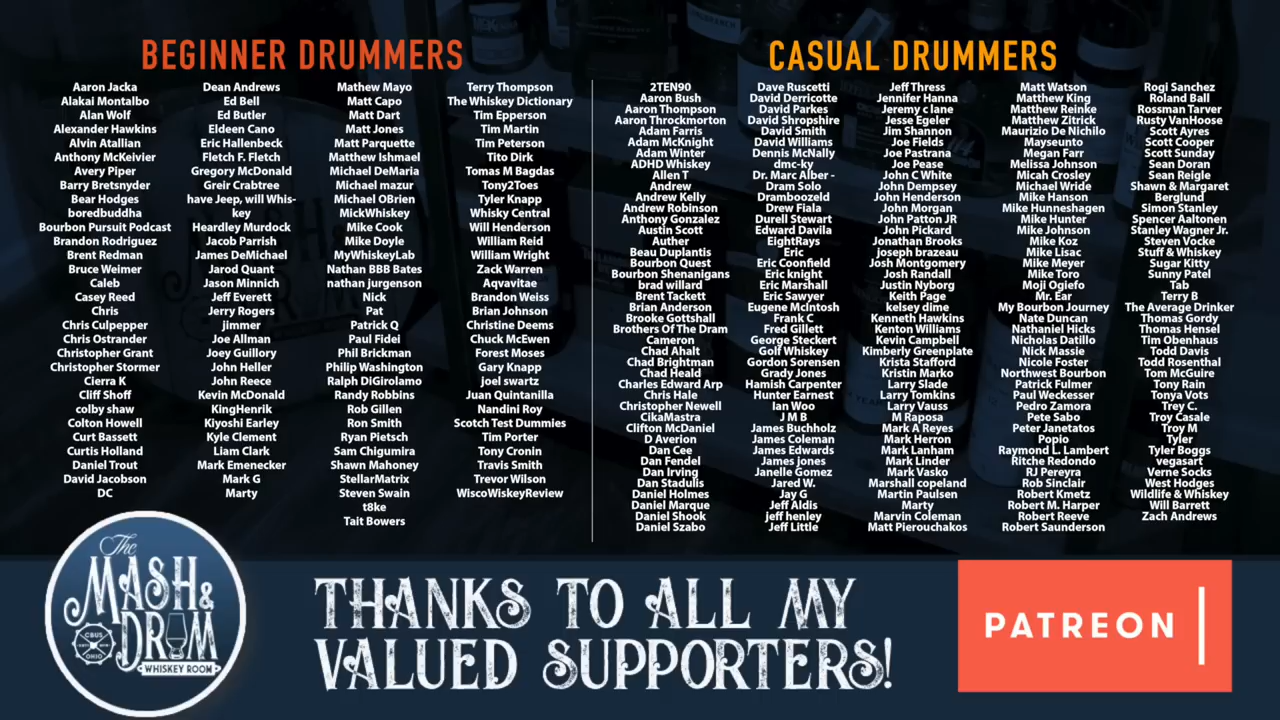 BEGINNER DRUMMERS
Aaron Jacka
Alakai Montalbo
Alan Wolf
Alexander Hawkins
Alvin Atallian
Anthony McKeivier
Avery Piper
Barry Bretsnyder
Bear Hodges
boredbuddha
Bourbon Pursuit Podcast
Brandon Rodriguez
Brent Redman
Bruce Weimer
Caleb
Casey Reed
Chris
Chris Culpepper
Chris Ostrander
Christopher Grant
Christopher Stormer
Cierra K
Cliff Shoff
colby shaw
Colton Howell
Curt Bassett
Curtis Holland
Daniel Trout
David Jacobson
DC
Dean Andrews
Ed Bell
Ed Butler
Eldeen Cano
Eric Hallenbeck
Fletch F. Fletch
Gregory McDonald
Greir Crabtree
have Jeep, will Whis-
key
Heardley Murdock
Jacob Parrish
James DeMichael
Jarod Quant
Jason Minnich
Jeff Everett
Jerry Rogers
jimmer
Joe Allman
Joey Guillory
John Heller
John Reece
Kevin McDonald
KingHenrik
Kiyoshi Earley
Kyle Clement
Liam Clark
Mark Emenecker
Mark G
Marty
Mathew Mayo
Matt Capo
Matt Dart
Matt Jones
Matt Parquette
Matthew Ishmael
Michael DeMaria
Michael mazur
Michael OBrien
MickWhiskey
Mike Cook
Mike Doyle
MyWhiskeyLab
Nathan BBB Bates
nathan jurgenson
Nick
Pat
Patrick Q
Paul Fidei
Phil Brickman
Philip Washington
Ralph DiGirolamo
Randy Robbins
Rob Gillen
Ron Smith
Ryan Pietsch
Sam Chigumira
Shawn Mahoney
StellarMatrix
Steven Swain
t8ke
Tait Bowers
Terry Thompson
The Whiskey Dictionary
Tim Epperson
Tim Martin
Tim Peterson
Tito Dirk
Tomas M Bagdas
Tony2Toes
Tyler Knapp
Whisky Central
Will Henderson
William Reid
William Wright
Zack Warren
Aqvavitae
Brandon Weiss
Brian Johnson
Christine Deems
Chuck McEwen
Forest Moses
Gary Knapp
joel swartz
Juan Quintanilla
Nandini Roy
Scotch Test Dummies
Tim Porter
Tony Cronin
Travis Smith
Trevor Wilson
WiscoWiskeyReview
CASUAL DRUMMERS
2TEN90
Aaron Bush
Aaron Thompson
Aaron Throckmorton
Adam Farris
Adam McKnight
Adam Winter
ADHD Whiskey
Allen T
Andrew
Andrew Kelly
Andrew Robinson
Anthony Gonzalez
Austin Scott
Auther
Beau Duplantis
Bourbon Quest
Bourbon Shenanigans
brad willard
Brent Tackett
Brian Anderson
Brooke Gottshall
Brothers Of The Dram
Cameron
Chad Ahalt
Chad Brightman
Chad Heald
Charles Edward Arp
Chris Hale
Christopher Newell
CikaMastra
Clifton McDaniel
D Averion
Dan Cee
Dan Fendel
Dan Irving
Dan Stadulis
Daniel Holmes
Daniel Marque
Daniel Shook
Daniel Szabo
Dave Ruscetti
David Derricotte
David Parkes
David Shropshire
David Smith
David Williams
Dennis McNally
dmc-ky
Dr. Marc Alber -
Dram Solo
Dramboozeld
Drew Fiala
Durell Stewart
Edward Davila
EightRays
Eric
Eric Coonfield
Eric knight
Eric Marshall
Eric Sawyer
Eugene McIntosh
Frank C
Fred Gillett
George Steckert
Golf Whiskey
Gordon Sorensen
Grady Jones
Hamish Carpenter
Hunter Earnest
Ian Woo
J M B
James Buchholz
James Coleman
James Edwards
James jones
Janelle Gomez
Jared W.
Jay G
Jeff Aldis
jeff henley
Jeff Little
Jeff Thress
Jennifer Hanna
Jeremy c lane
Jesse Egeler
Jim Shannon
Joe Fields
Joe Pastrana
Joe Pease
John C White
John Dempsey
John Henderson
John Morgan
John Patton JR
John Pickard
Jonathan Brooks
joseph brazeau
Josh Montgomery
Josh Randall
Justin Nyborg
Keith Page
kelsey dime
Kenneth Hawkins
Kenton Williams
Kevin Campbell
Kimberly Greenplate
Krista Stafford
Kristin Marko
Larry Slade
Larry Tomkins
Larry Vauss
M Raposa
Mark A Reyes
Mark Herron
Mark Lanham
Mark Linder
Mark Vasko
Marshall copeland
Martin Paulsen
Marty
Marvin Coleman
Matt Pierouchakos
Matt Watson
Matthew King
Matthew Reinke
Matthew Zitrick
Maurizio De Nichilo
Mayseunto
Megan Farr
Melissa Johnson
Micah Crosley
Michael Wride
Mike Hanson
Mike Hunneshagen
Mike Hunter
Mike Johnson
Mike Koz
Mike Lisac
Mike Meyer
Mike Toro
Moji Ogiefo
Mr. Ear
My Bourbon Journey
Nate Duncan
Nathaniel Hicks
Nicholas Datillo
Nick Massie
Nicole Foster
Northwest Bourbon
Patrick Fulmer
Paul Weckesser
Pedro Zamora
Pete Sabo
Peter Janetatos
Popio
Raymond L. Lambert
Ritche Redondo
RJ Pereyra
Rob Sinclair
Robert Kmetz
Robert M. Harper
Robert Reeve
Robert Saunderson
Rogi Sanchez
Roland Ball
Rossman Tarver
Rusty VanHoose
Scott Ayres
Scott Cooper
Scott Sunday
Sean Doran
Sean Reigle
Shawn & Margaret
Berglund
Simon Stanley
Spencer Aaltonen
Stanley Wagner Jr.
Steven Vocke
Stuff & Whiskey
Sugar Kitty
Sunny Patel
Tab
Terry B
The Average Drinker
Thomas Gordy
Thomas Hensel
Tim Obenhaus
Todd Davis
Todd Rosenthal
Tom McGuire
Tony Rain
Tonya Vots
Trey C.
Troy Casale
Troy M
Tyler
Tyler Boggs
vegasart
Verne Socks
West Hodges
Wildlife & Whiskey
Will Barrett
Zach Andrews
The
MASH &
DRUM
CBUS
OHIO
WHISKEY ROOM
THANKS TO ALL MY
VALUED SUPPORTERS!
PATREON